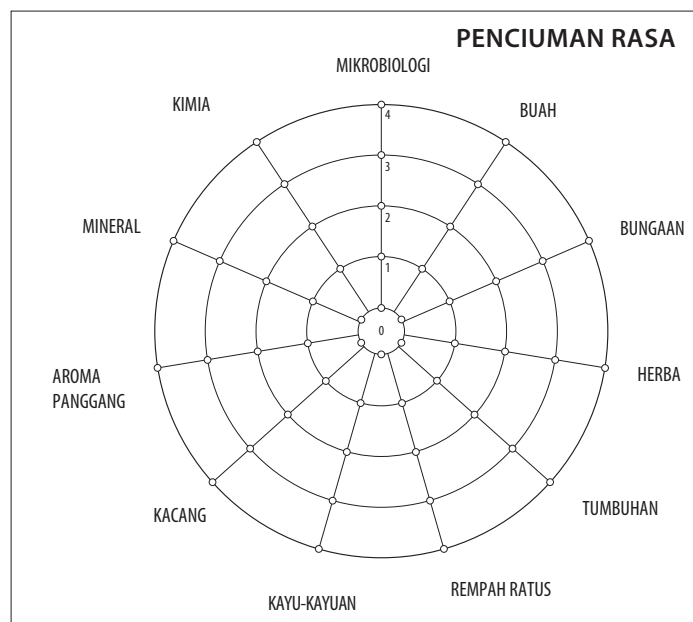 PENCIUMAN RASA
MIKROBIOLOGI
KIMIA
BUAH
4
3
MINERAL
2
BUNGAAN
1
0
AROMA
PANGGANG
HERBA
KACANG
TUMBUHAN
KAYU-KAYUAN
REMPAH RATUS